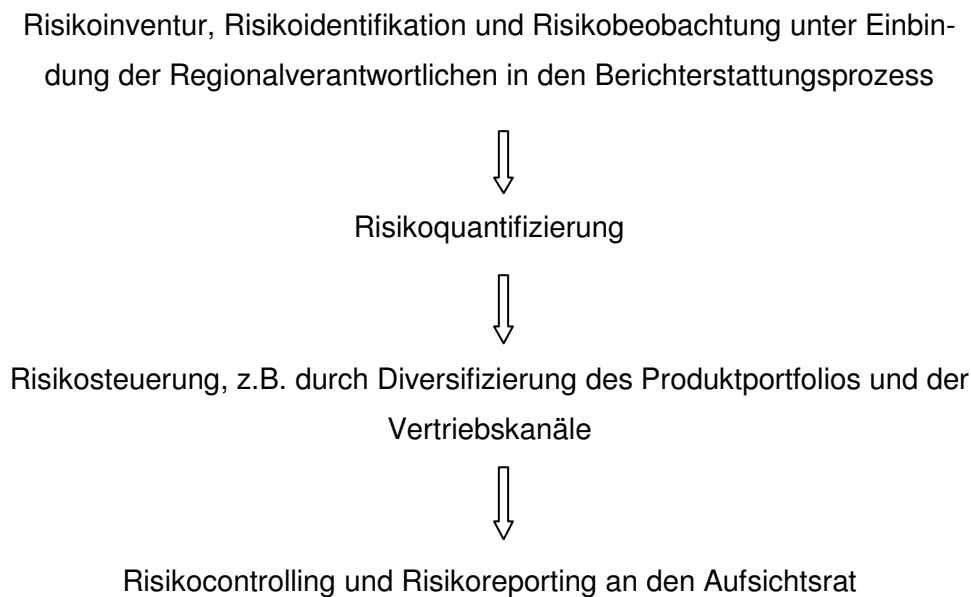 Risikoinventur, Risikoidentifikation und Risikobeobachtung unter Einbin-
dung der Regionalverantwortlichen in den Berichterstattungsprozess
Risikoquantifizierung
Risikosteuerung, z.B. durch Diversifizierung des Produktportfolios und der
Vertriebskanäle
Risikocontrolling und Risikoreporting an den Aufsichtsrat